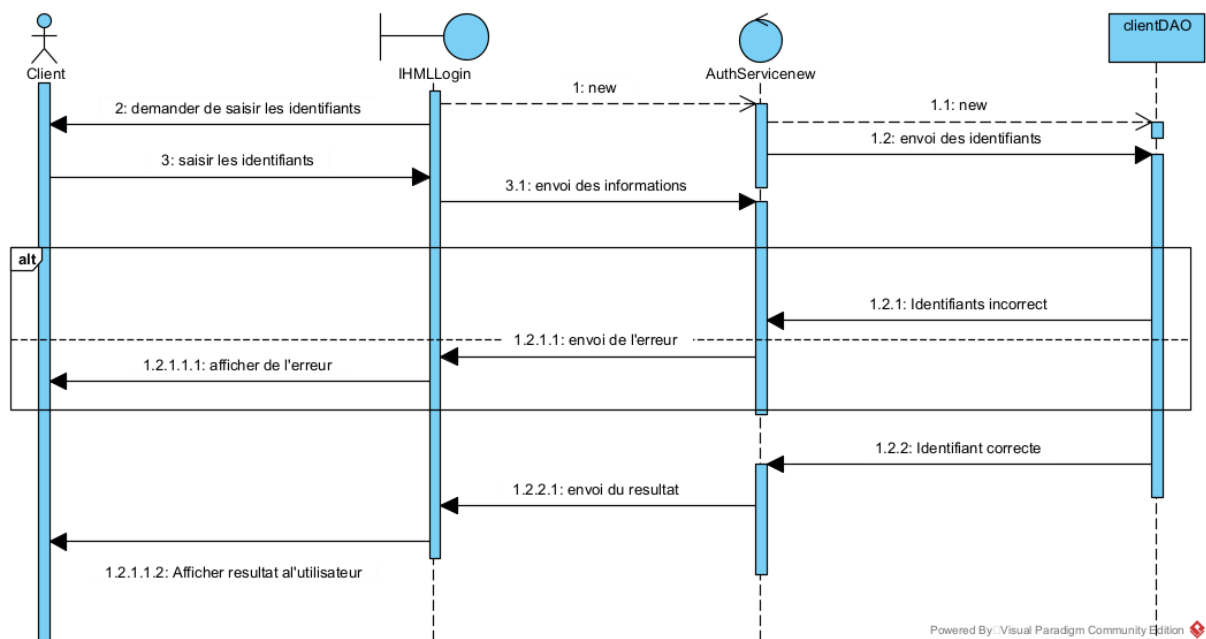 clientDAO
Client
IHMLLogin
AuthServicenew
1: new
2: demander de saisir les identifiants
1.1: new
1.2: envoi des identifiants
3: saisir les identifiants
3.1: envoi des informations
alt
1.2.1: Identifiants incorrect
1.2.1.1: envoi de l'erreur
1.2.1.1.1: afficher de l'erreur
1.2.2: Identifiant correcte
1.2.2.1: envoi du resultat
1.2.1.1.2: Afficher resultat al'utilisateur
Powered By Visual Paradigm Community Edition